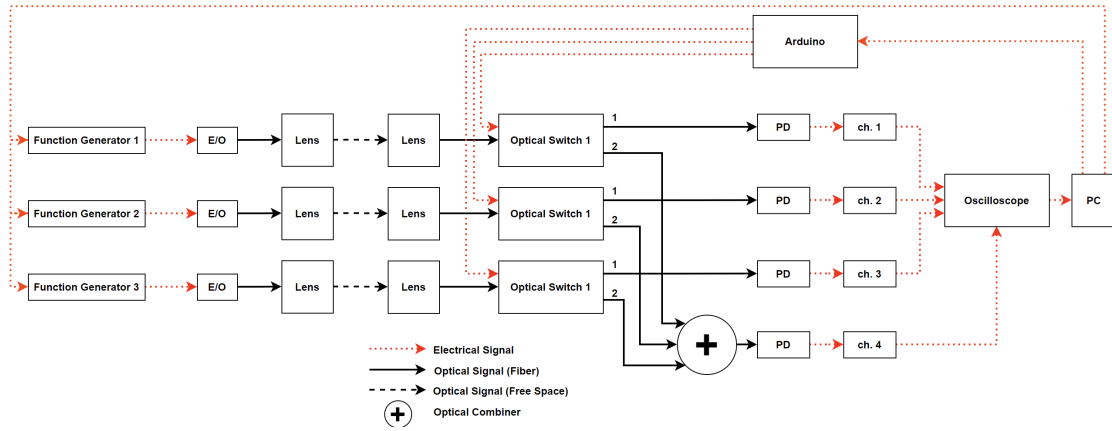 Arduino
Function Generator 1
E/O
Lens
Lens
Optical Switch 1
1
2
PD
ch. 1
Function Generator 2
E/O
Lens
Lens
Optical Switch 1
1
2
PD
ch. 2
Oscilloscope
PC
Function Generator 3
E/O
Lens
Lens
Optical Switch 1
1
2
PD
ch. 3
+
PD
ch. 4
Electrical Signal
Optical Signal (Fiber)
Optical Signal (Free Space)
+ Optical Combiner